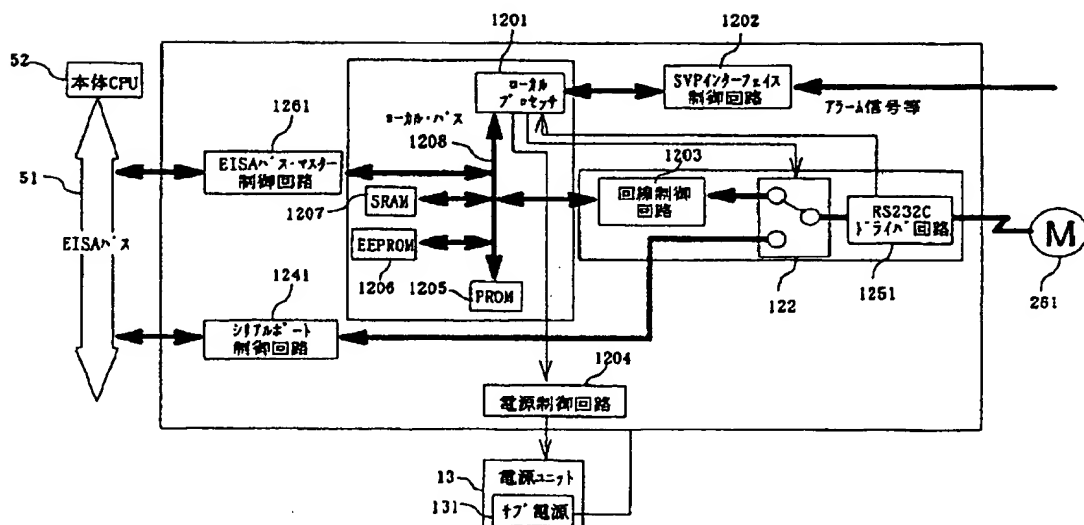 52
本体CPU
51
EISAバス
1261
EISAバス・マスター
制御回路
1241
シリアルポート
制御回路
1201
ローカル
プロセッサ
ローカル・バス
1208
1207
SRAM
EEPROM
1206
1205
PROM
1202
SVPインターフェイス
制御回路
アラーム信号等
1203
回線制御
回路
122
RS232C
ドライバ回路
1251
M
261
1204
電源制御回路
13
電源ユニット
131
サブ電源